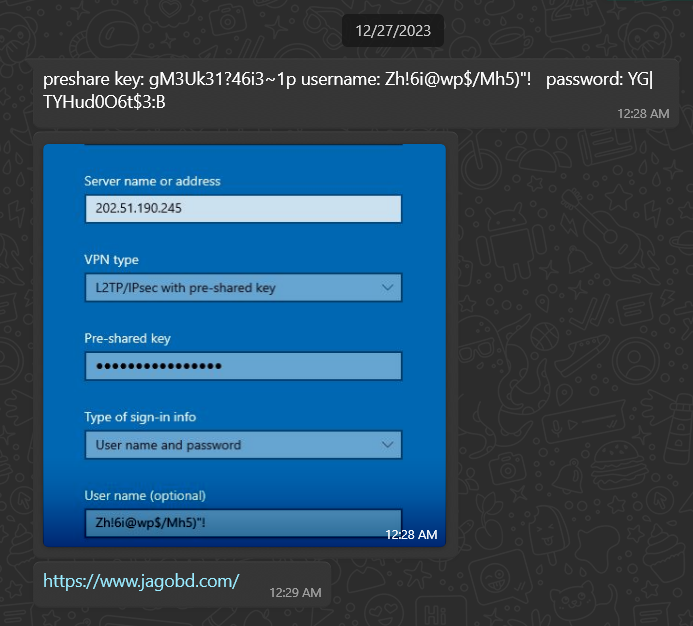 12/27/2023
preshare key: gM3Uk31?46i3~1p username: Zh!6i@wp$/Mh5)"!   password: YG|
TYHud0O6t$3:B
12:28 AM
Server name or address
202.51.190.245
VPN type
L2TP/IPsec with pre-shared key
Pre-shared key
●●●●●●●●●●●●●●●●
Type of sign-in info
User name and password
User name (optional)
Zh!6i@wp$/Mh5)"!
12:28 AM
https://www.jagobd.com/
12:29 AM